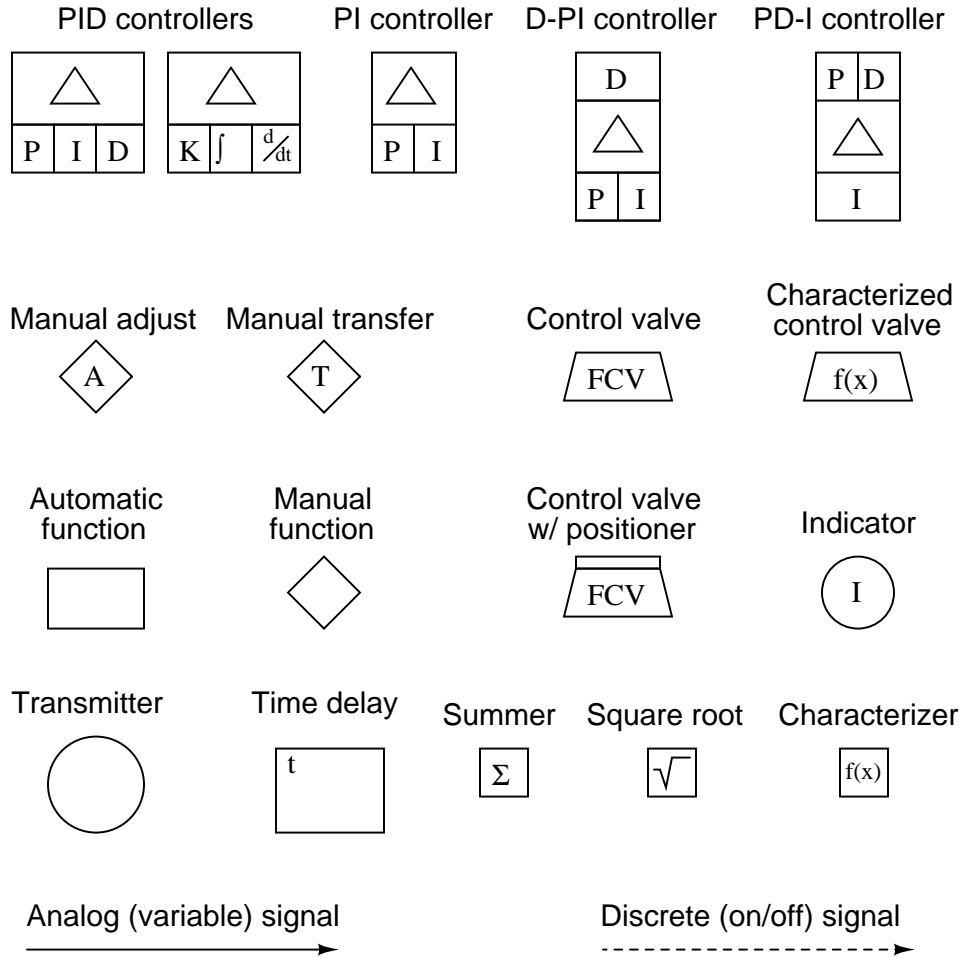 PID controllers PI controller D-PI controller PD-I controller
D P D
P I D K ∫ d/dt P I
P I I
Manual adjust Manual transfer Control valve Characterized control valve
A T FCV f(x)
Automatic function Manual function Control valve w/ positioner Indicator
FCV I
Transmitter Time delay Summer Square root Characterizer
t Σ √ f(x)
Analog (variable) signal Discrete (on/off) signal